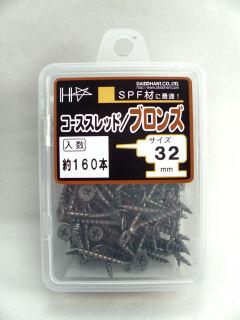 DAIDOHANT.CO.,LTD.
SPF材に最適！
コーススレッド/ブロンズ
入数
約160本
サイズ
32
mm